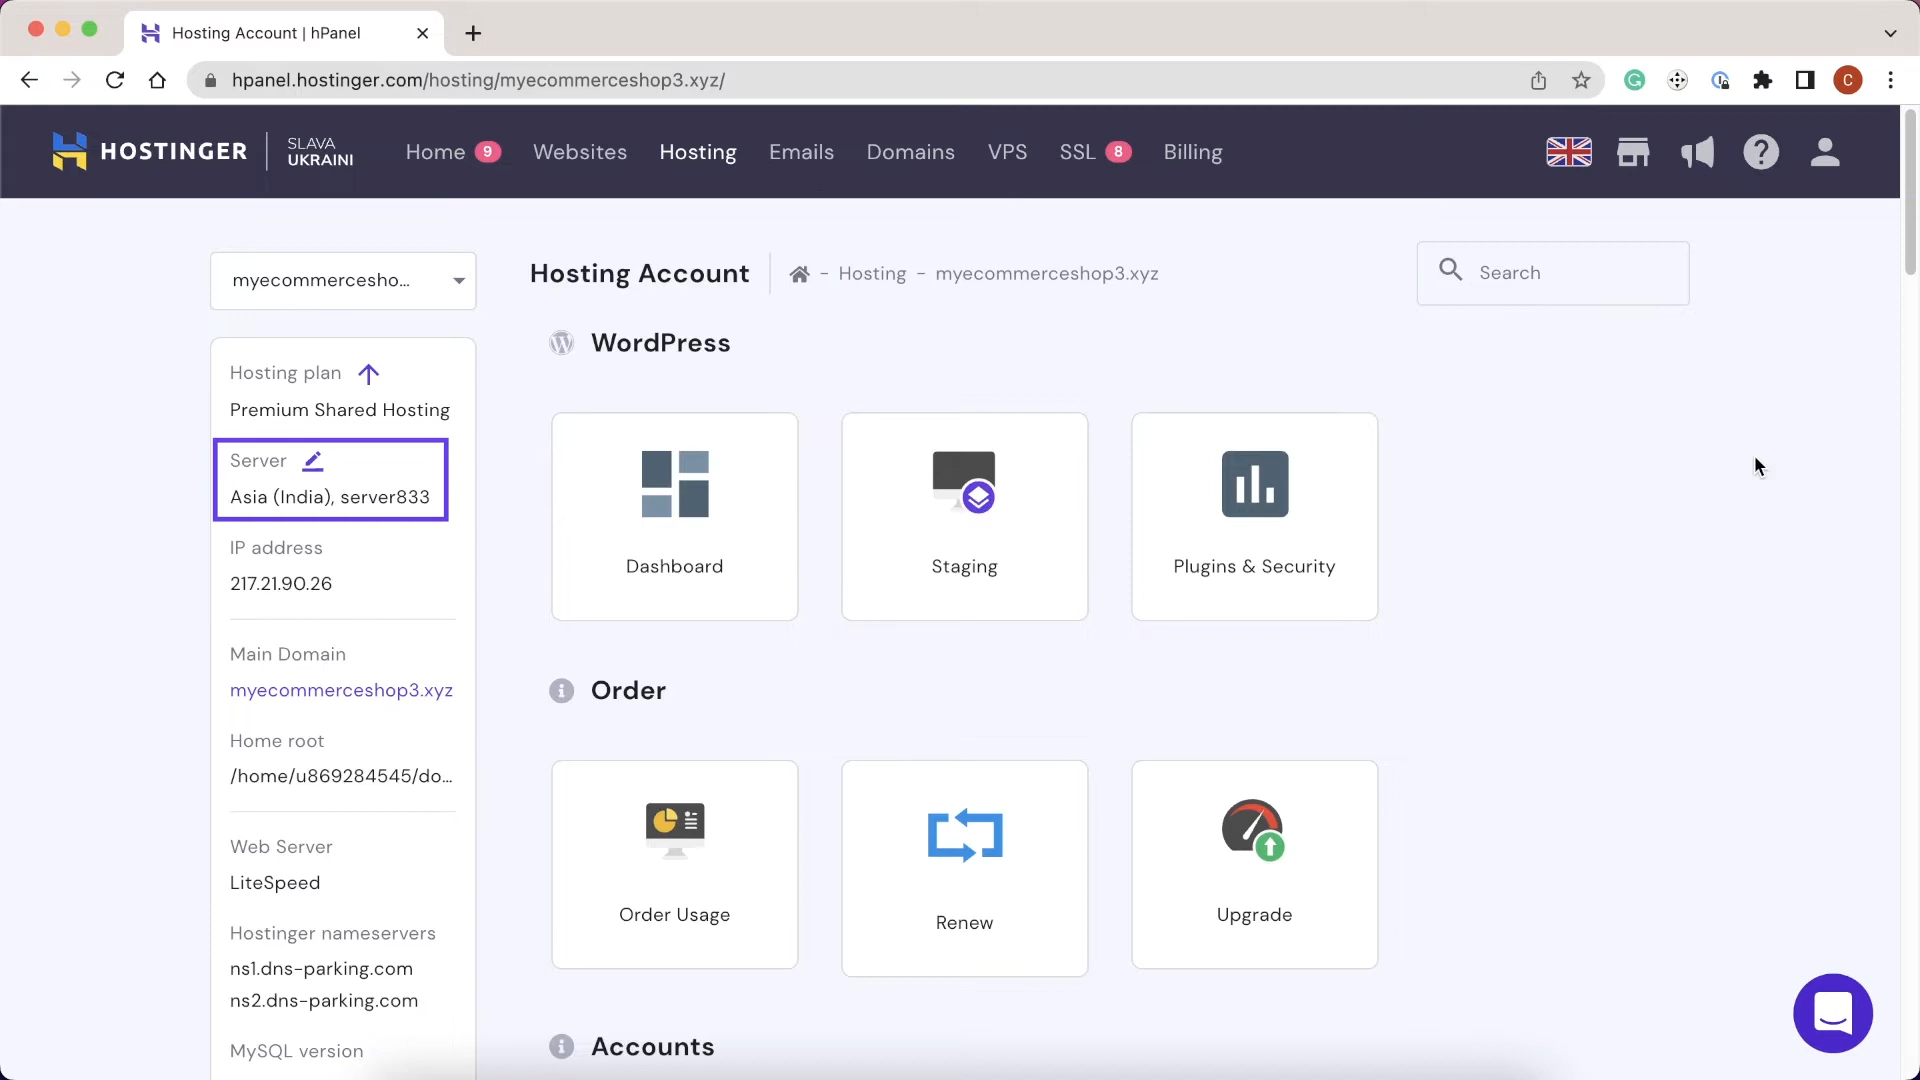 Hosting Account | hPanel
hpanel.hostinger.com/hosting/myecommerceshop3.xyz/
C
HOSTINGER
SLAVA
UKRAINI
Home 9
Websites
Hosting
Emails
Domains
VPS
SSL 8
Billing
myecommercesho...
Hosting Account
- Hosting - myecommerceshop3.xyz
Search
Hosting plan
Premium Shared Hosting
Server
Asia (India), server833
IP address
217.21.90.26
Main Domain
myecommerceshop3.xyz
Home root
/home/u869284545/do...
Web Server
LiteSpeed
Hostinger nameservers
ns1.dns-parking.com
ns2.dns-parking.com
MySQL version
WordPress
Dashboard
Staging
Plugins & Security
Order
Order Usage
Renew
Upgrade
Accounts